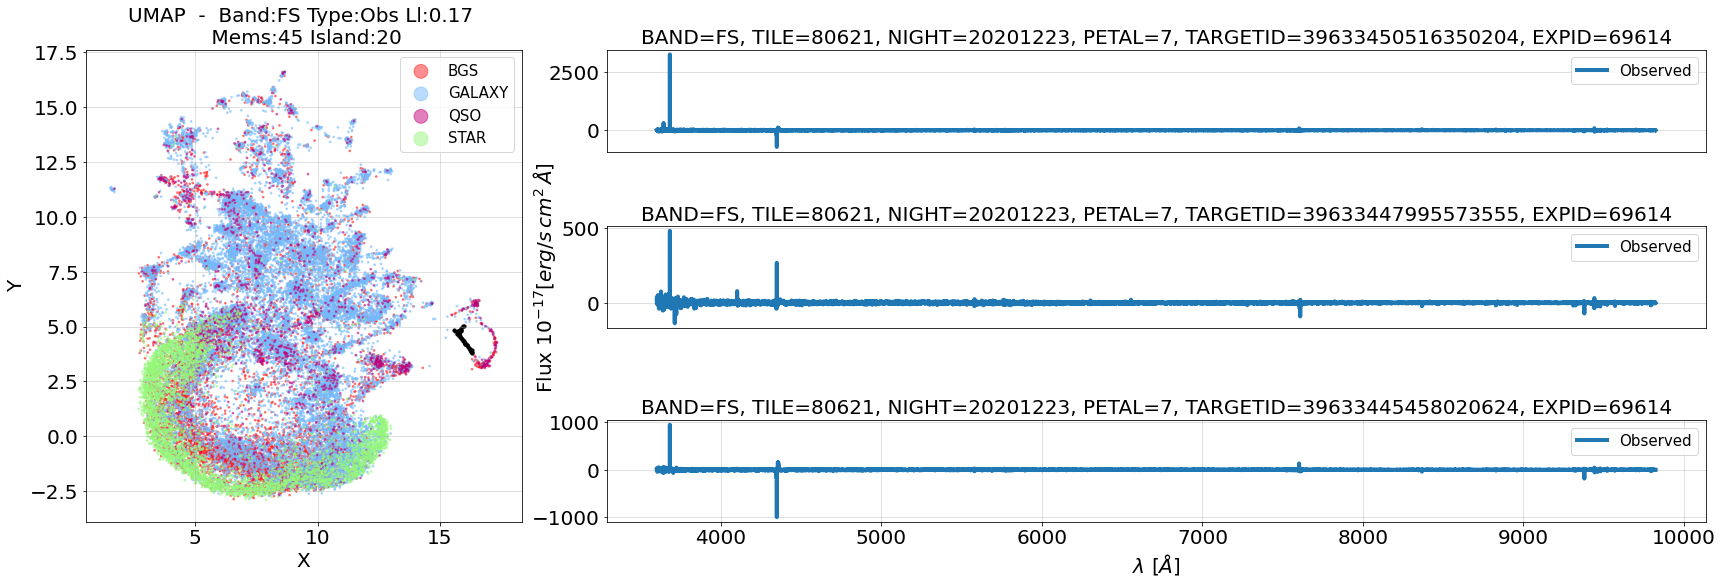 UMAP  -  Band:FS Type:Obs Ll:0.17
Mems:45 Island:20
BGS
GALAXY
QSO
STAR
17.5
15.0
12.5
10.0
7.5
5.0
2.5
0.0
−2.5
Y
5
10
15
X
BAND=FS, TILE=80621, NIGHT=20201223, PETAL=7, TARGETID=39633450516350204, EXPID=69614
Observed
2500
0
Flux 10⁻¹⁷[erg/s cm² Å]
BAND=FS, TILE=80621, NIGHT=20201223, PETAL=7, TARGETID=39633447995573555, EXPID=69614
Observed
500
0
BAND=FS, TILE=80621, NIGHT=20201223, PETAL=7, TARGETID=39633445458020624, EXPID=69614
Observed
1000
0
−1000
4000
5000
6000
7000
8000
9000
10000
λ [Å]